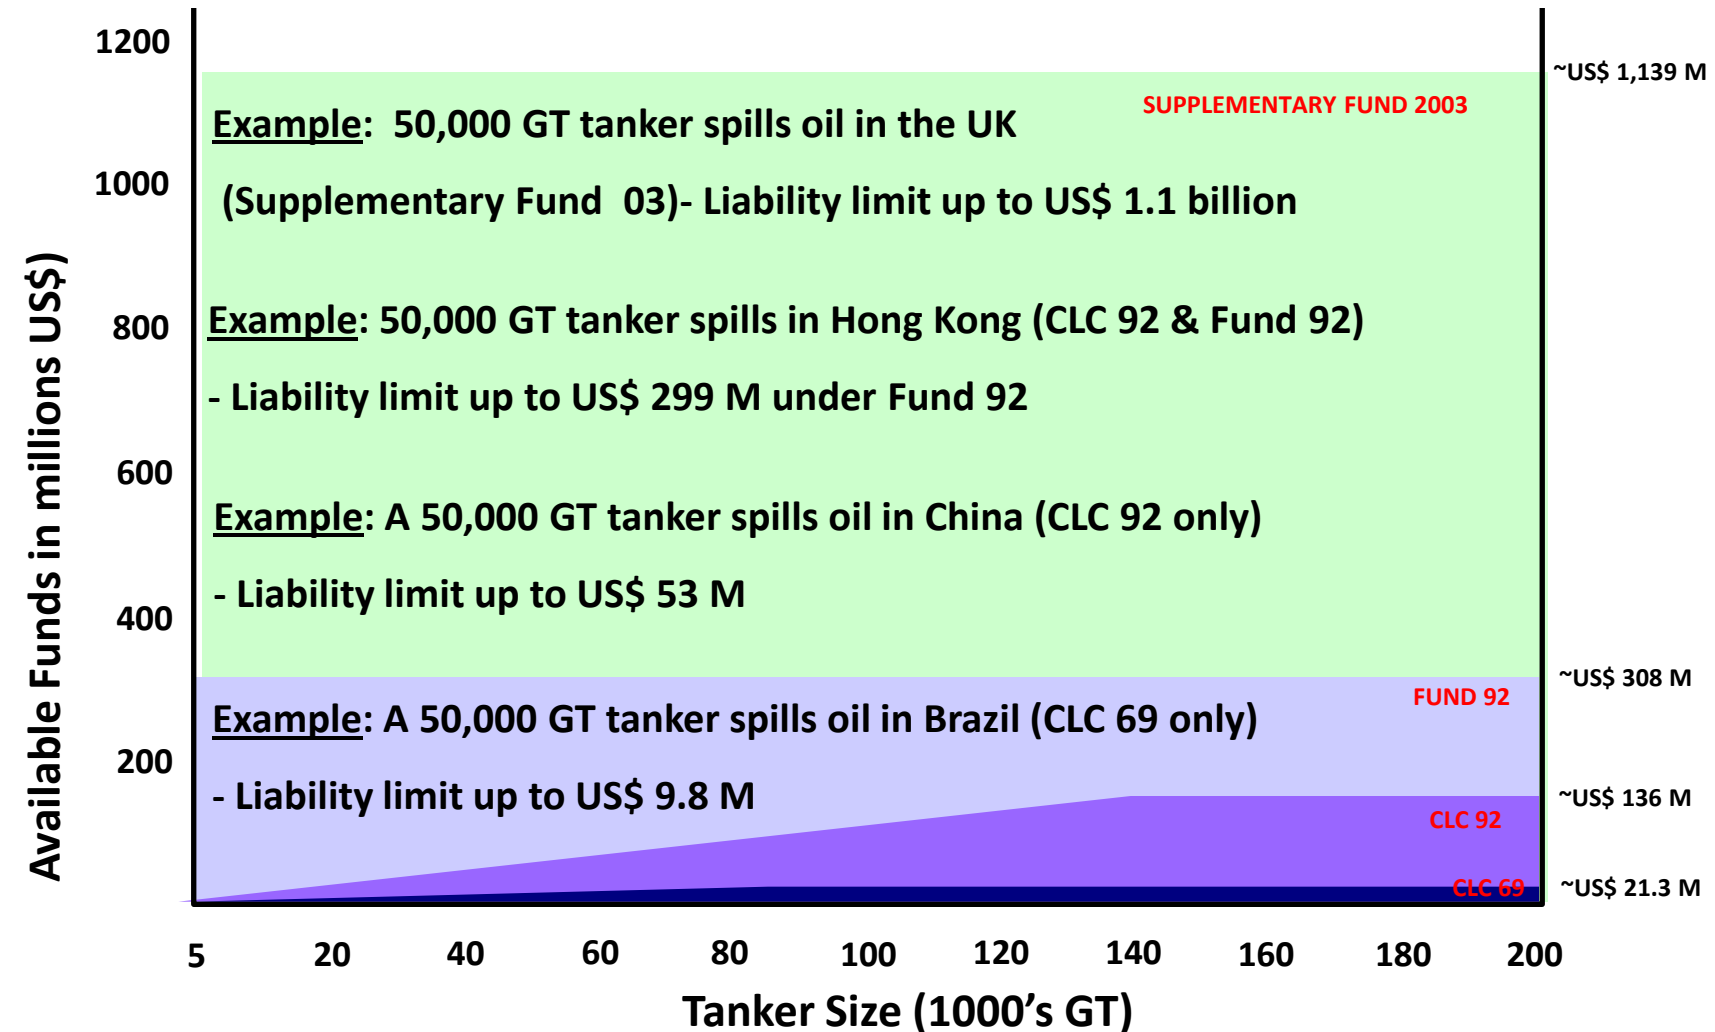 1200
1000
800
600
400
200
Available Funds in millions US$)
~US$ 1,139 M
SUPPLEMENTARY FUND 2003
Example:  50,000 GT tanker spills oil in the UK
(Supplementary Fund  03)- Liability limit up to US$ 1.1 billion
Example: 50,000 GT tanker spills in Hong Kong (CLC 92 & Fund 92)
- Liability limit up to US$ 299 M under Fund 92
Example: A 50,000 GT tanker spills oil in China (CLC 92 only)
- Liability limit up to US$ 53 M
~US$ 308 M
FUND 92
Example: A 50,000 GT tanker spills oil in Brazil (CLC 69 only)
- Liability limit up to US$ 9.8 M
~US$ 136 M
CLC 92
CLC 69
~US$ 21.3 M
5 20 40 60 80 100 120 140 160 180 200
Tanker Size (1000’s GT)